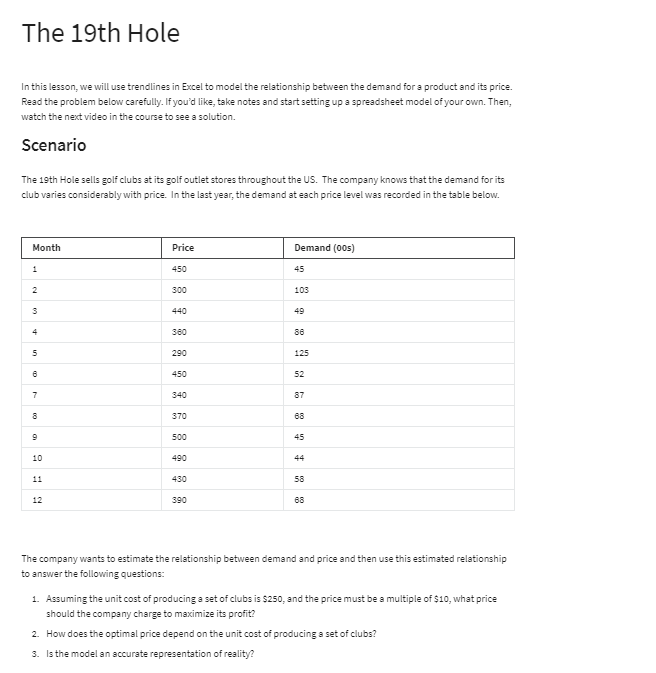 The 19th Hole
In this lesson, we will use trendlines in Excel to model the relationship between the demand for a product and its price.
Read the problem below carefully. If you'd like, take notes and start setting up a spreadsheet model of your own. Then,
watch the next video in the course to see a solution.
Scenario
The 19th Hole sells golf clubs at its golf outlet stores throughout the US. The company knows that the demand for its
club varies considerably with price. In the last year, the demand at each price level was recorded in the table below.
Month Price Demand (00s)
1 450 45
2 300 103
3 440 49
4 360 86
5 290 125
6 450 52
7 340 87
8 370 68
9 500 45
10 490 44
11 430 58
12 390 68
The company wants to estimate the relationship between demand and price and then use this estimated relationship
to answer the following questions:
1. Assuming the unit cost of producing a set of clubs is $250, and the price must be a multiple of $10, what price
should the company charge to maximize its profit?
2. How does the optimal price depend on the unit cost of producing a set of clubs?
3. Is the model an accurate representation of reality?